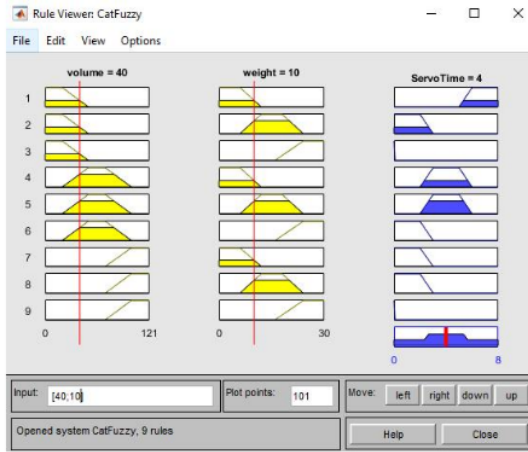 Rule Viewer: CatFuzzy
File Edit View Options
volume = 40 weight = 10 ServoTime = 4
1
2
3
4
5
6
7
8
9
0 121 0 30
0 8
Input: [40;10] Plot points: 101 Move: left right down up
Opened system CatFuzzy, 9 rules Help Close